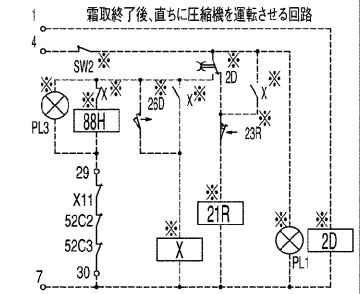 霜取終了後、直ちに圧縮機を運転させる回路
1
4
SW2 ※
※ 2D
※ X
※ X ※
26D ※
X ※
PL3
※ 88H
23R ※
29
X11
52C2
52C3
30
※ 21R
※ X
※ PL1
※ 2D
7